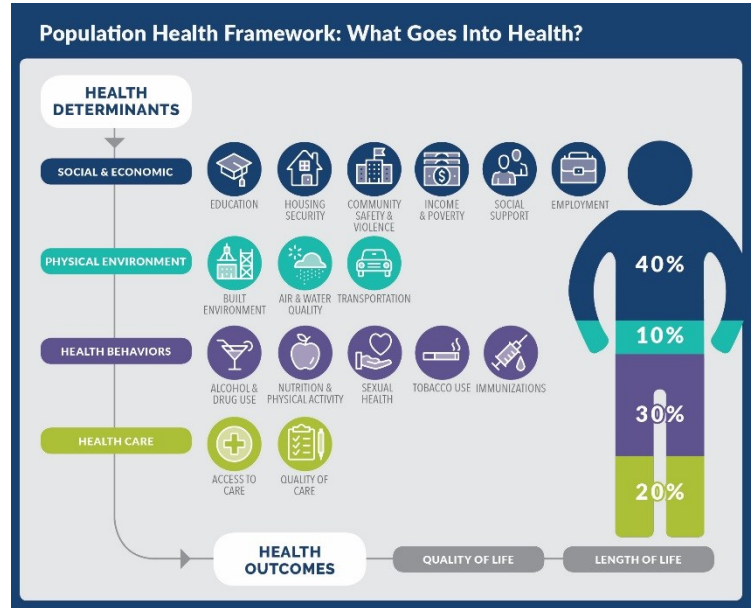 Population Health Framework: What Goes Into Health?
HEALTH
DETERMINANTS
SOCIAL & ECONOMIC
EDUCATION
HOUSING
SECURITY
COMMUNITY
SAFETY &
VIOLENCE
INCOME
& POVERTY
SOCIAL
SUPPORT
EMPLOYMENT
40%
PHYSICAL ENVIRONMENT
BUILT
ENVIRONMENT
AIR & WATER
QUALITY
TRANSPORTATION
10%
HEALTH BEHAVIORS
ALCOHOL &
DRUG USE
NUTRITION &
PHYSICAL ACTIVITY
SEXUAL
HEALTH
TOBACCO USE
IMMUNIZATIONS
30%
HEALTH CARE
ACCESS TO
CARE
QUALITY OF
CARE
20%
HEALTH
OUTCOMES
QUALITY OF LIFE
LENGTH OF LIFE